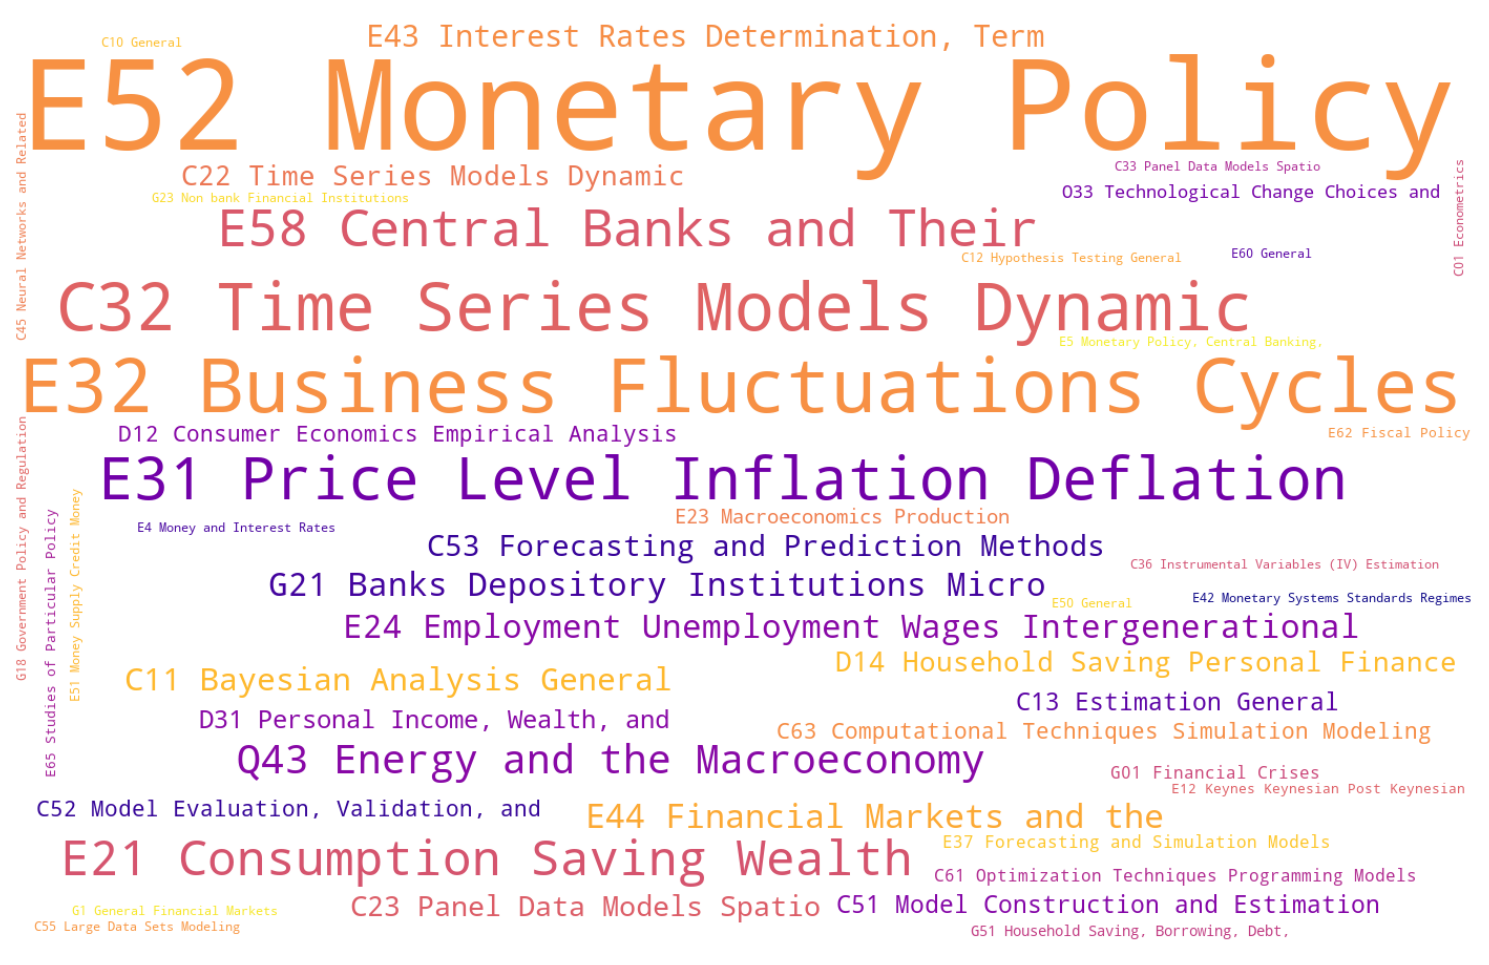 E43 Interest Rates Determination, Term
C10 General
E52 Monetary Policy
C45 Neural Networks and Related
C33 Panel Data Models Spatio
C22 Time Series Models Dynamic
O33 Technological Change Choices and
C01 Econometrics
G23 Non bank Financial Institutions
E58 Central Banks and Their
E60 General
C12 Hypothesis Testing General
C32 Time Series Models Dynamic
E5 Monetary Policy, Central Banking,
E32 Business Fluctuations Cycles
D12 Consumer Economics Empirical Analysis
E62 Fiscal Policy
G18 Government Policy and Regulation
E31 Price Level Inflation Deflation
E65 Studies of Particular Policy
E51 Money Supply Credit Money
E23 Macroeconomics Production
E4 Money and Interest Rates
C53 Forecasting and Prediction Methods
C36 Instrumental Variables (IV) Estimation
G21 Banks Depository Institutions Micro
E50 General
E42 Monetary Systems Standards Regimes
E24 Employment Unemployment Wages Intergenerational
D14 Household Saving Personal Finance
C11 Bayesian Analysis General
C13 Estimation General
D31 Personal Income, Wealth, and
C63 Computational Techniques Simulation Modeling
Q43 Energy and the Macroeconomy
G01 Financial Crises
E12 Keynes Keynesian Post Keynesian
C52 Model Evaluation, Validation, and
E44 Financial Markets and the
E37 Forecasting and Simulation Models
E21 Consumption Saving Wealth
C61 Optimization Techniques Programming Models
C23 Panel Data Models Spatio
C51 Model Construction and Estimation
G1 General Financial Markets
C55 Large Data Sets Modeling
G51 Household Saving, Borrowing, Debt,